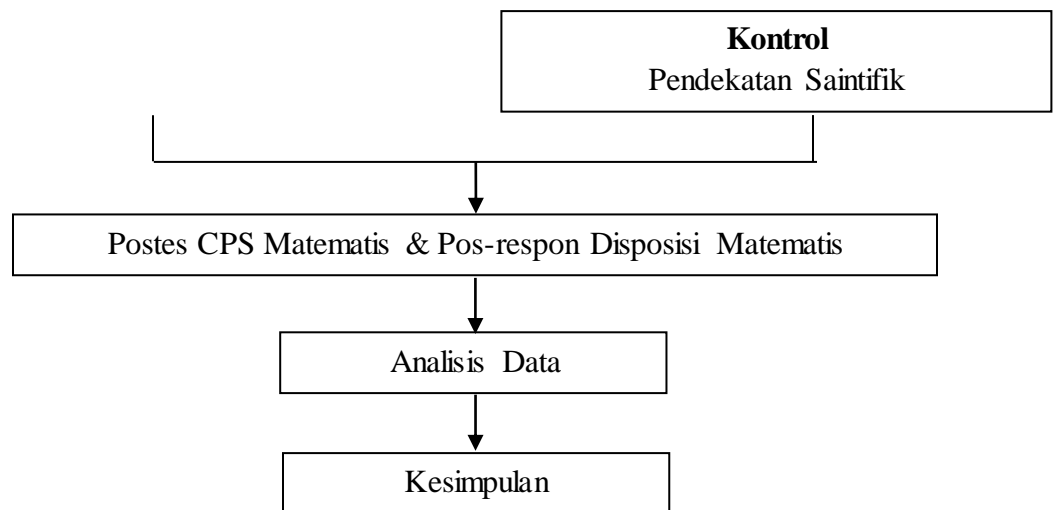 Kontrol
Pendekatan Saintifik
Postes CPS Matematis & Pos-respon Disposisi Matematis
Analisis Data
Kesimpulan